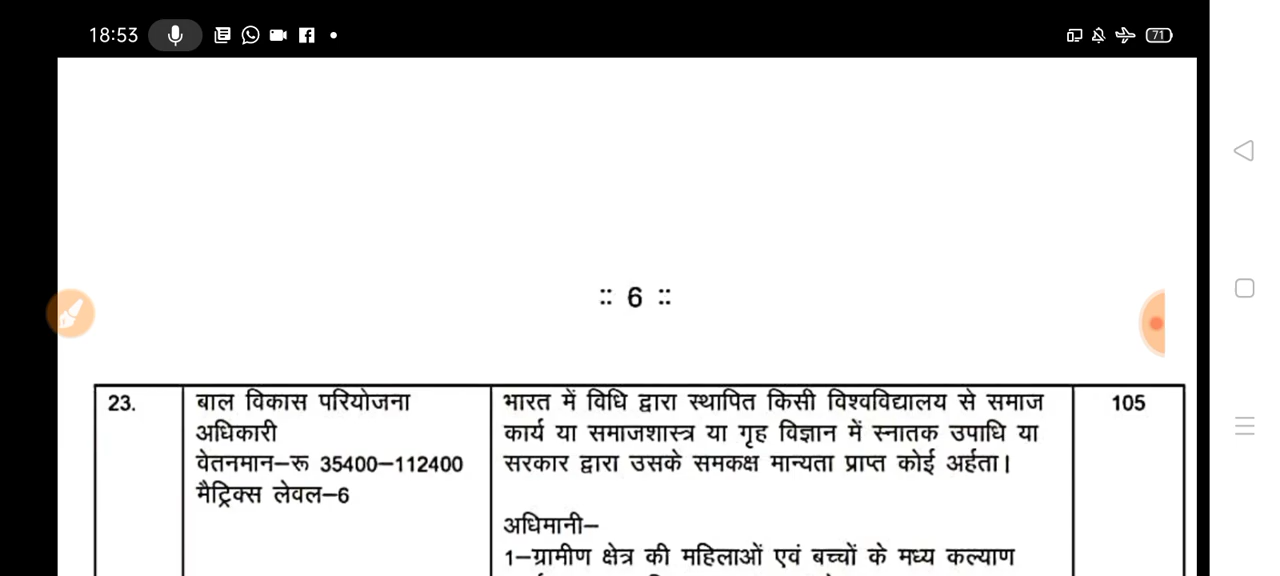 18:53
71
:: 6 ::
23.
बाल विकास परियोजना
अधिकारी
वेतनमान–रू 35400–112400
मैट्रिक्स लेवल–6
भारत में विधि द्वारा स्थापित किसी विश्वविद्यालय से समाज
कार्य या समाजशास्त्र या गृह विज्ञान में स्नातक उपाधि या
सरकार द्वारा उसके समकक्ष मान्यता प्राप्त कोई अर्हता।
अधिमानी–
1–ग्रामीण क्षेत्र की महिलाओं एवं बच्चों के मध्य कल्याण
105